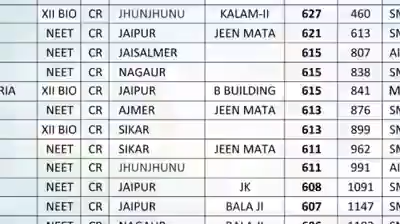 XII BIO CR JHUNJHUNU KALAM-II 627 460
NEET CR JAIPUR JEEN MATA 621 613
NEET CR JAISALMER 615 807
NEET CR NAGAUR 615 838
RIA XII BIO CR JAIPUR B BUILDING 615 841
NEET CR AJMER JEEN MATA 613 876
XII BIO CR SIKAR 613 899
NEET CR SIKAR JEEN MATA 611 962
NEET CR JHUNJHUNU 611 991
NEET CR JAIPUR JK 608 1091
NEET CR JAIPUR BALA JI 607 1147